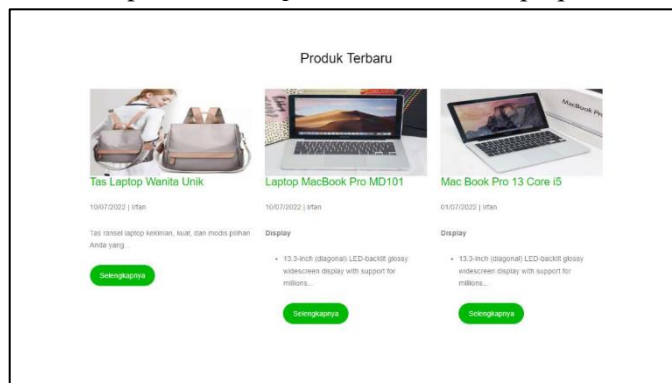 Produk Terbaru
MacBook Pro
Tas Laptop Wanita Unik
10/07/2022 | Irfan
Tas ransel laptop kekinian, kuat, dan modis pilihan
Anda yang...
Selengkapnya
Laptop MacBook Pro MD101
10/07/2022 | Irfan
Display
• 13.3-inch (diagonal) LED-backlit glossy
widescreen display with support for
millions...
Selengkapnya
Mac Book Pro 13 Core i5
01/07/2022 | Irfan
Display
• 13.3-inch (diagonal) LED-backlit glossy
widescreen display with support for
millions...
Selengkapnya